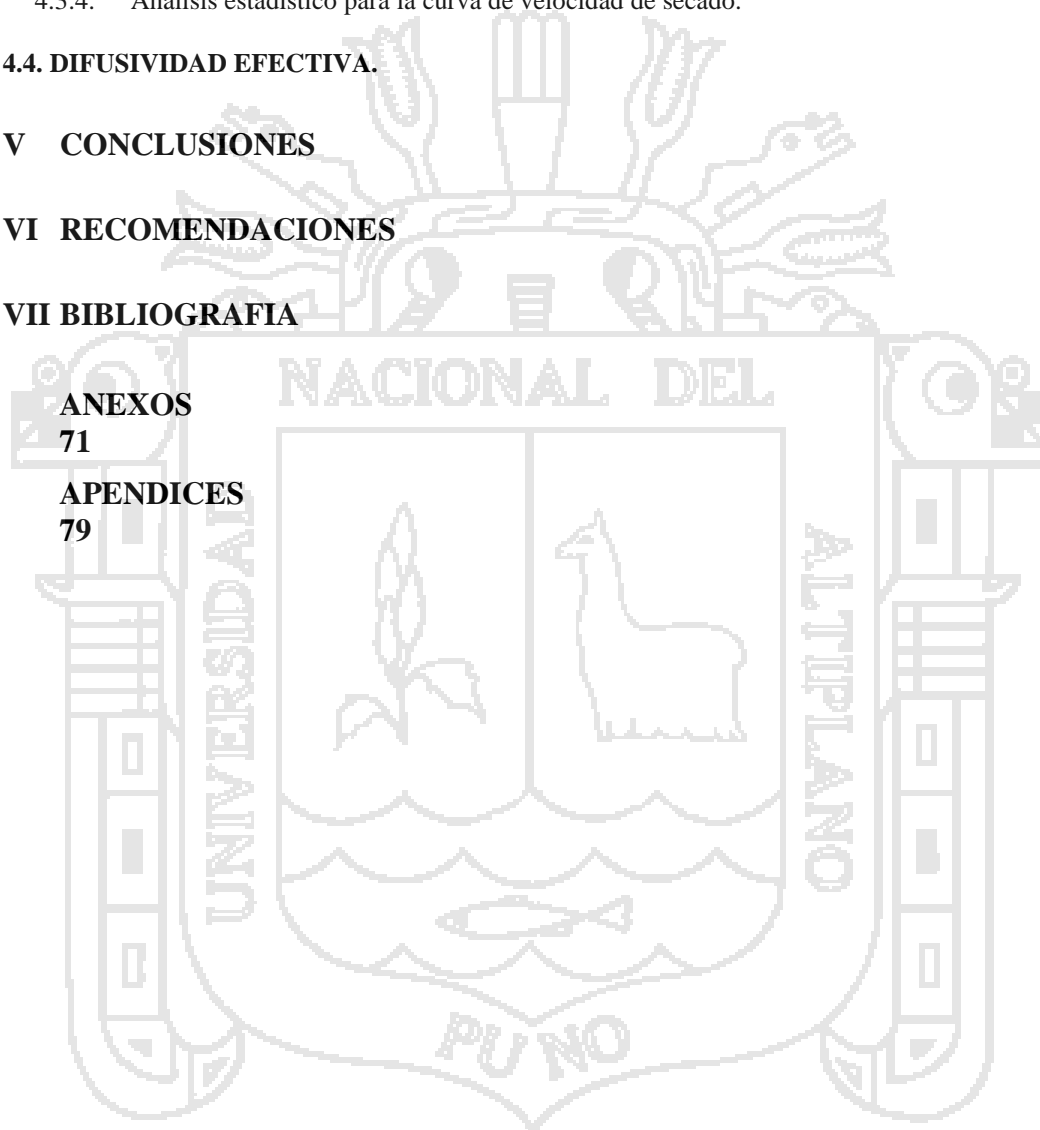 4.3.4. Análisis estadístico para la curva de velocidad de secado.
4.4. DIFUSIVIDAD EFECTIVA.
V CONCLUSIONES
VI RECOMENDACIONES
VII BIBLIOGRAFIA
ANEXOS
71
APENDICES
79
UNIVERSIDAD
NACIONAL DEL
ALTIPLANO
PUNO